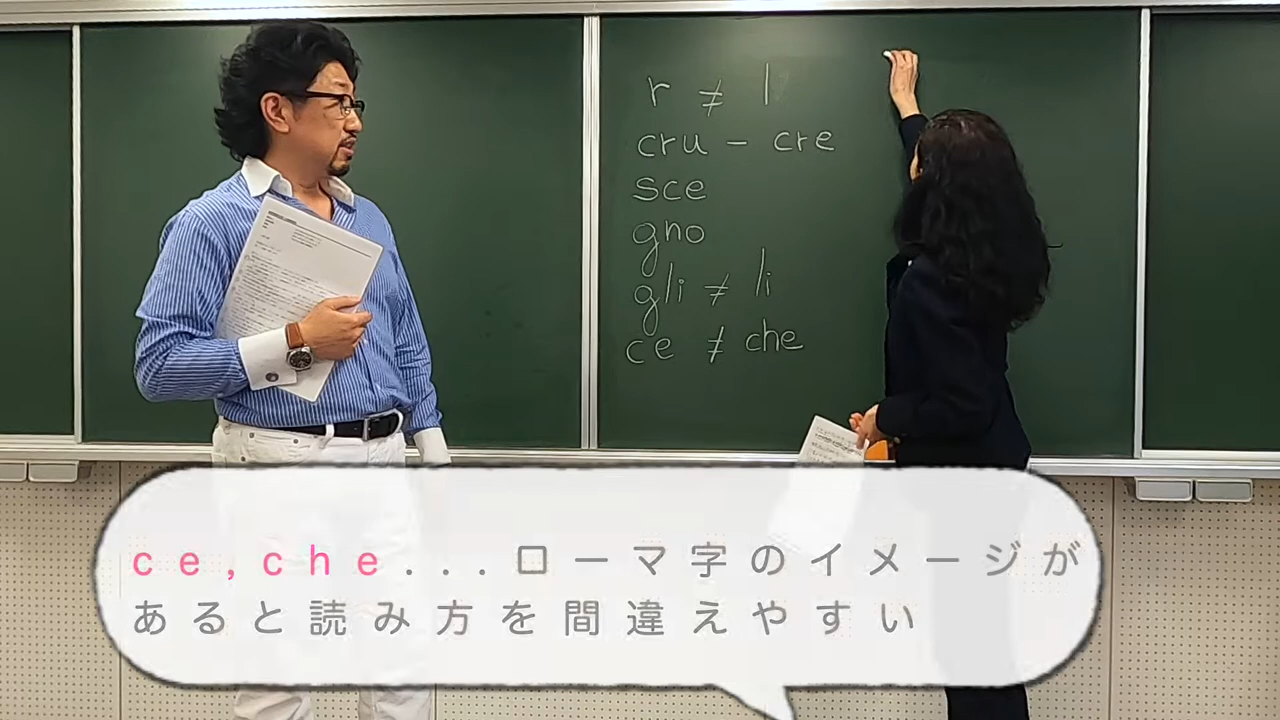 r ≠ l
cru - cre
sce
gno
gli ≠ li
ce ≠ che
ce,che...ローマ字のイメージが
あると読み方を間違えやすい